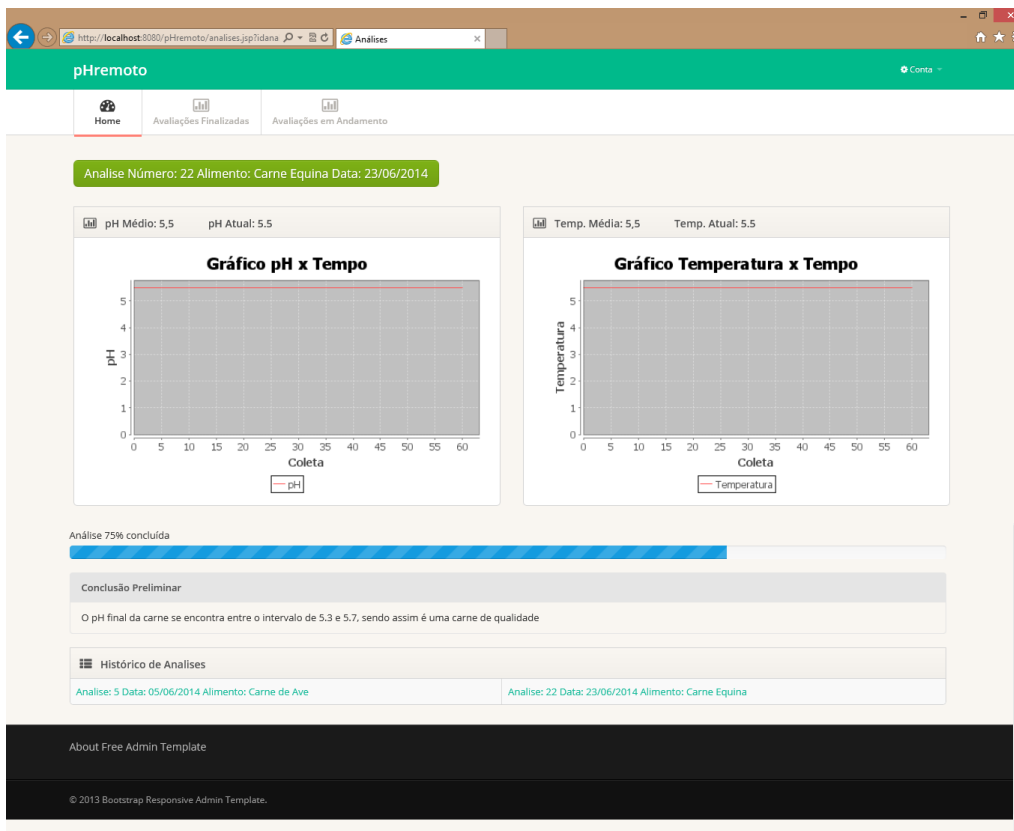 http://localhost:8080/pHremoto/analises.jsp?idana
Análises
pHremoto
Conta
Home
Avaliações Finalizadas
Avaliações em Andamento
Analise Número: 22 Alimento: Carne Equina Data: 23/06/2014
pH Médio: 5,5 pH Atual: 5.5
Gráfico pH x Tempo
pH
5
4
3
2
1
0
0 5 10 15 20 25 30 35 40 45 50 55 60
Coleta
pH
Temp. Média: 5,5 Temp. Atual: 5.5
Gráfico Temperatura x Tempo
Temperatura
5
4
3
2
1
0
0 5 10 15 20 25 30 35 40 45 50 55 60
Coleta
Temperatura
Análise 75% concluída
Conclusão Preliminar
O pH final da carne se encontra entre o intervalo de 5.3 e 5.7, sendo assim é uma carne de qualidade
Histórico de Analises
Analise: 5 Data: 05/06/2014 Alimento: Carne de Ave
Analise: 22 Data: 23/06/2014 Alimento: Carne Equina
About Free Admin Template
© 2013 Bootstrap Responsive Admin Template.